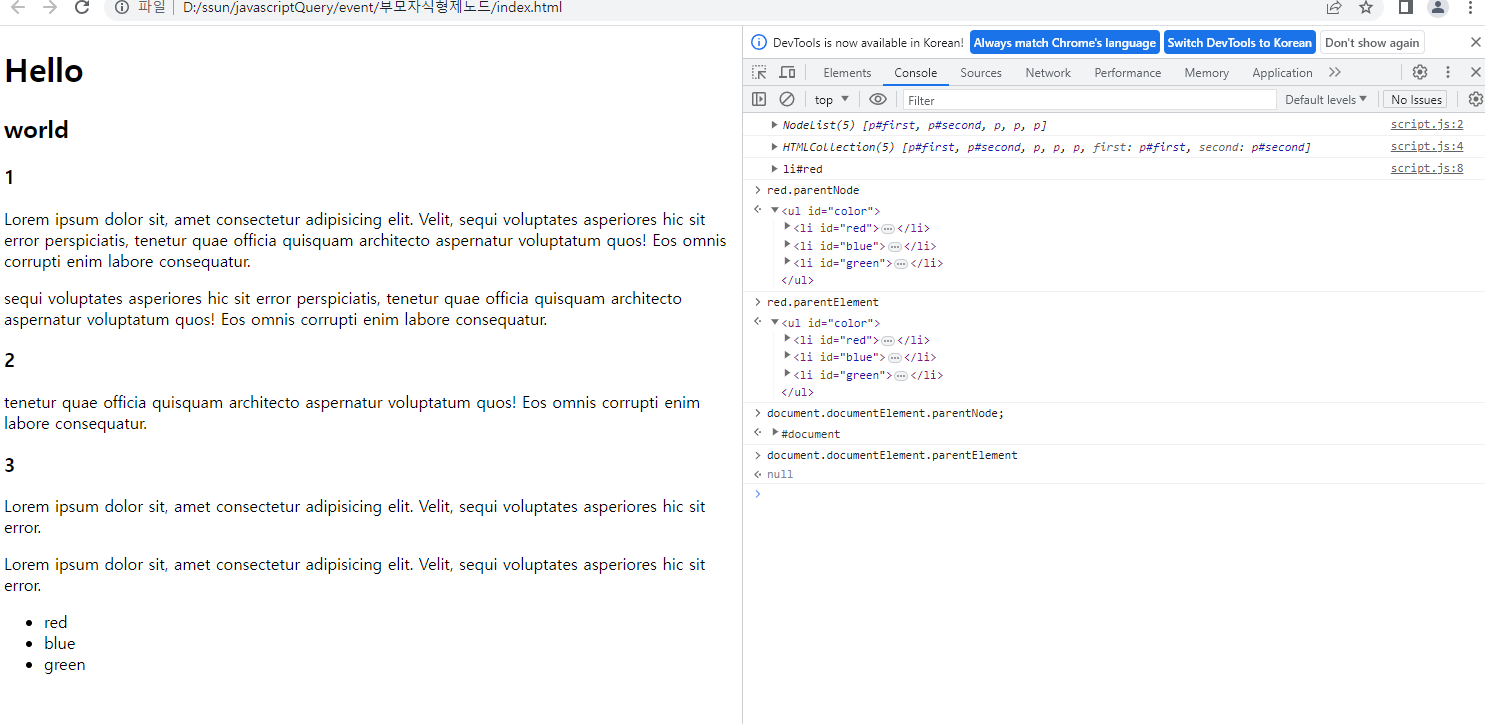 파일 D:/ssun/javascriptQuery/event/부모자식형제노드/index.html
Hello
world
1
Lorem ipsum dolor sit, amet consectetur adipisicing elit. Velit, sequi voluptates asperiores hic sit
error perspiciatis, tenetur quae officia quisquam architecto aspernatur voluptatum quos! Eos omnis
corrupti enim labore consequatur.
sequi voluptates asperiores hic sit error perspiciatis, tenetur quae officia quisquam architecto
aspernatur voluptatum quos! Eos omnis corrupti enim labore consequatur.
2
tenetur quae officia quisquam architecto aspernatur voluptatum quos! Eos omnis corrupti enim
labore consequatur.
3
Lorem ipsum dolor sit, amet consectetur adipisicing elit. Velit, sequi voluptates asperiores hic sit
error.
Lorem ipsum dolor sit, amet consectetur adipisicing elit. Velit, sequi voluptates asperiores hic sit
error.
• red
• blue
• green
DevTools is now available in Korean! Always match Chrome's language Switch DevTools to Korean Don't show again
Elements Console Sources Network Performance Memory Application
top Filter Default levels No Issues
NodeList(5) [p#first, p#second, p, p, p] script.js:2
HTMLCollection(5) [p#first, p#second, p, p, p, first: p#first, second: p#second] script.js:4
li#red script.js:8
red.parentNode
<ul id="color">
<li id="red">…</li>
<li id="blue">…</li>
<li id="green">…</li>
</ul>
red.parentElement
<ul id="color">
<li id="red">…</li>
<li id="blue">…</li>
<li id="green">…</li>
</ul>
document.documentElement.parentNode;
#document
document.documentElement.parentElement
null